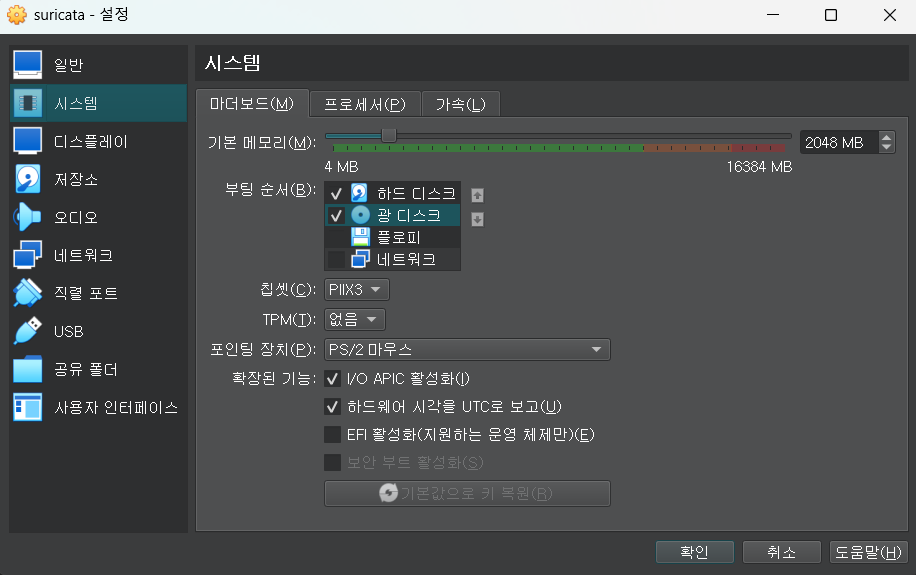 suricata - 설정
일반
시스템
디스플레이
저장소
오디오
네트워크
직렬 포트
USB
공유 폴더
사용자 인터페이스
시스템
마더보드(M) 프로세서(P) 가속(L)
기본 메모리(M): 2048 MB
4 MB 16384 MB
부팅 순서(B): 하드 디스크
광 디스크
플로피
네트워크
칩셋(C): PIIX3
TPM(T): 없음
포인팅 장치(P): PS/2 마우스
확장된 기능: I/O APIC 활성화(I)
하드웨어 시각을 UTC로 보고(U)
EFI 활성화(지원하는 운영 체제만)(E)
보안 부트 활성화(S)
기본값으로 키 복원(R)
확인 취소 도움말(H)